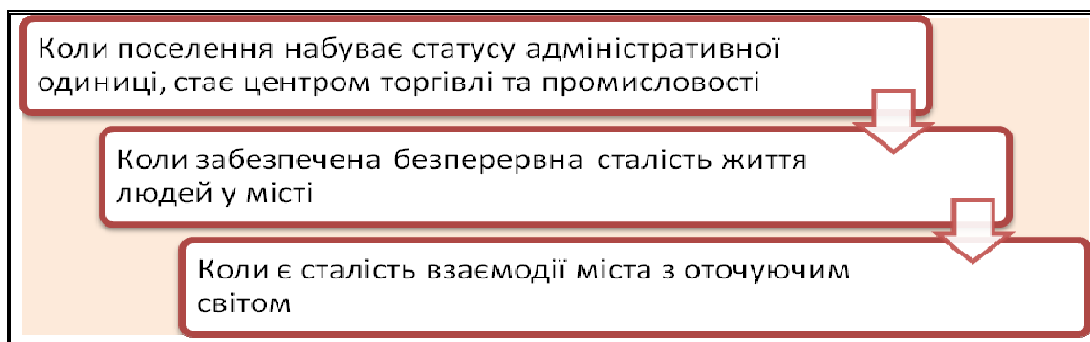 Коли поселення набуває статусу адміністративної
одиниці, стає центром торгівлі та промисловості
Коли забезпечена безперервна сталість життя
людей у місті
Коли є сталість взаємодії міста з оточуючим
світом